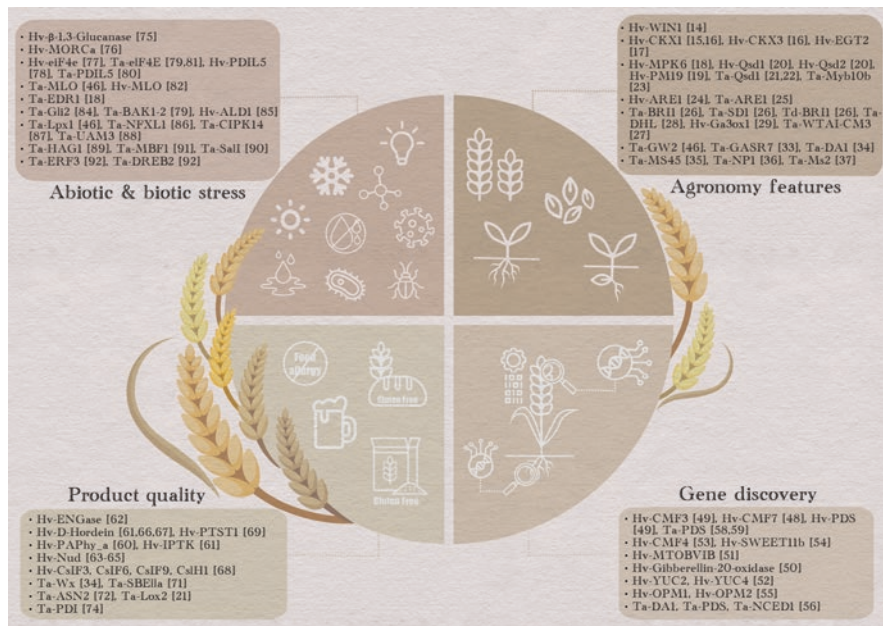 • Hv-β-1,3-Glucanase [75]
• Hv-MORCa [76]
• Hv-eiF4e [77], Ta-elF4E [79,81], Hv-PDIL5
[78], Ta-PDIL5 [80]
• Ta-MLO [46], Hv-MLO [82]
• Ta-EDR1 [18]
• Ta-Gli2 [84], Ta-BAK1-2 [79], Hv-ALD1 [85]
• Ta-Lpx1 [46], Ta-NFXL1 [86], Ta-CIPK14
[87], Ta-UAM3 [88]
• Ta-HAG1 [89], Ta-MBF1 [91], Ta-SalI [90]
• Ta-ERF3 [92], Ta-DREB2 [92]
Abiotic & biotic stress
• Hv-WIN1 [14]
• Hv-CKX1 [15,16], Hv-CKX3 [16], Hv-EGT2
[17]
• Hv-MPK6 [18], Hv-Qsd1 [20], Hv-Qsd2 [20],
Hv-PM19 [19], Ta-Qsd1 [21,22], Ta-Myb10b
[23]
• Hv-ARE1 [24], Ta-ARE1 [25]
• Ta-BRI1 [26], Ta-SD1 [26], Td-BRI1 [26], Ta-
DHL [28], Hv-Ga3ox1 [29], Ta-WTAI-CM3
[27]
• Ta-GW2 [46], Ta-GASR7 [33], Ta-DA1 [34]
• Ta-MS45 [35], Ta-NP1 [36], Ta-Ms2 [37]
Agronomy features
Food
allergy
Gluten Free
Gluten Free
Product quality
• Hv-ENGase [62]
• Hv-D-Hordein [61,66,67], Hv-PTST1 [69]
• Hv-PAPhy_a [60], Hv-IPTK [61]
• Hv-Nud [63-65]
• Hv-CsIF3, CsIF6, CsIF9, CsIH1 [68]
• Ta-Wx [34], Ta-SBEIIa [71]
• Ta-ASN2 [72], Ta-Lox2 [21]
• Ta-PDI [74]
Gene discovery
• Hv-CMF3 [49], Hv-CMF7 [48], Hv-PDS
[49], Ta-PDS [58,59]
• Hv-CMF4 [53], Hv-SWEET11b [54]
• Hv-MTOBVIB [51]
• Hv-Gibberellin-20-oxidase [50]
• Hv-YUC2, Hv-YUC4 [52]
• Hv-OPM1, Hv-OPM2 [55]
• Ta-DA1, Ta-PDS, Ta-NCED1 [56]